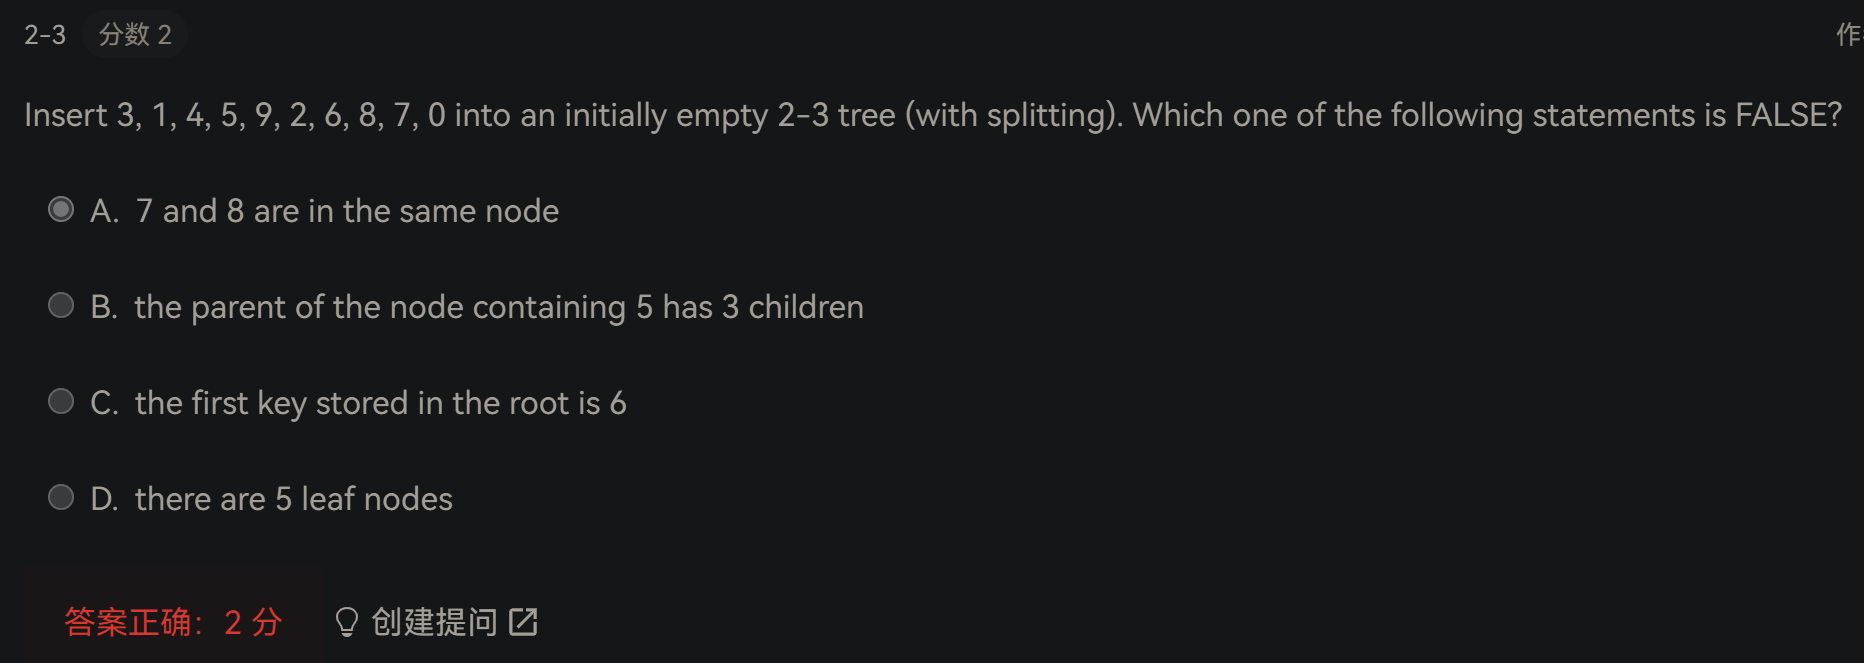 2-3 分数 2
Insert 3, 1, 4, 5, 9, 2, 6, 8, 7, 0 into an initially empty 2-3 tree (with splitting). Which one of the following statements is FALSE?
A. 7 and 8 are in the same node
B. the parent of the node containing 5 has 3 children
C. the first key stored in the root is 6
D. there are 5 leaf nodes
答案正确：2 分 创建提问